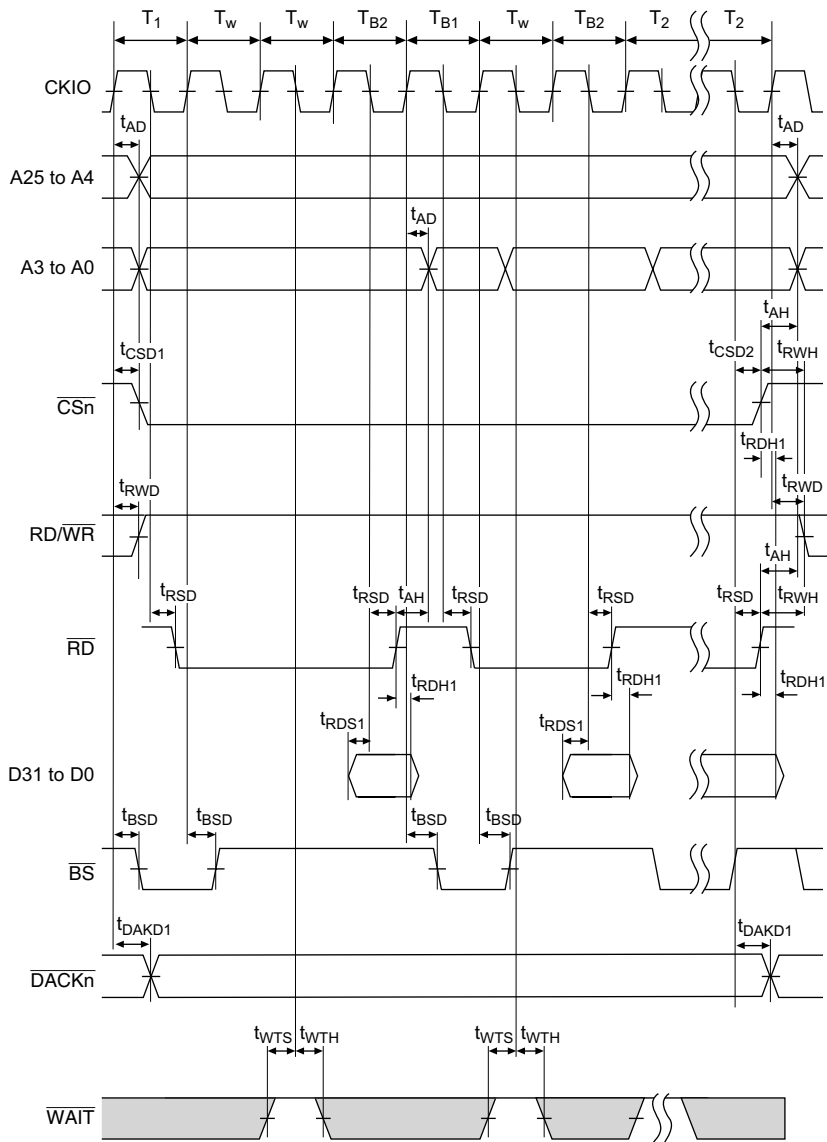 T1 Tw Tw TB2 TB1 Tw TB2 T2 T2
CKIO
tAD tAD
A25 to A4
tAD
A3 to A0
tAH
tCSD1 tCSD2 tRWH
CSn
tRDH1
tRWD tRWD
RD/WR
tAH
tRSD tRSD tAH tRSD tRSD tRSD tRWH
RD
tRDH1 tRDH1 tRDH1
tRDS1 tRDS1
D31 to D0
tBSD tBSD tBSD tBSD
BS
tDAKD1 tDAKD1
DACKn
tWTS tWTH tWTS tWTH
WAIT